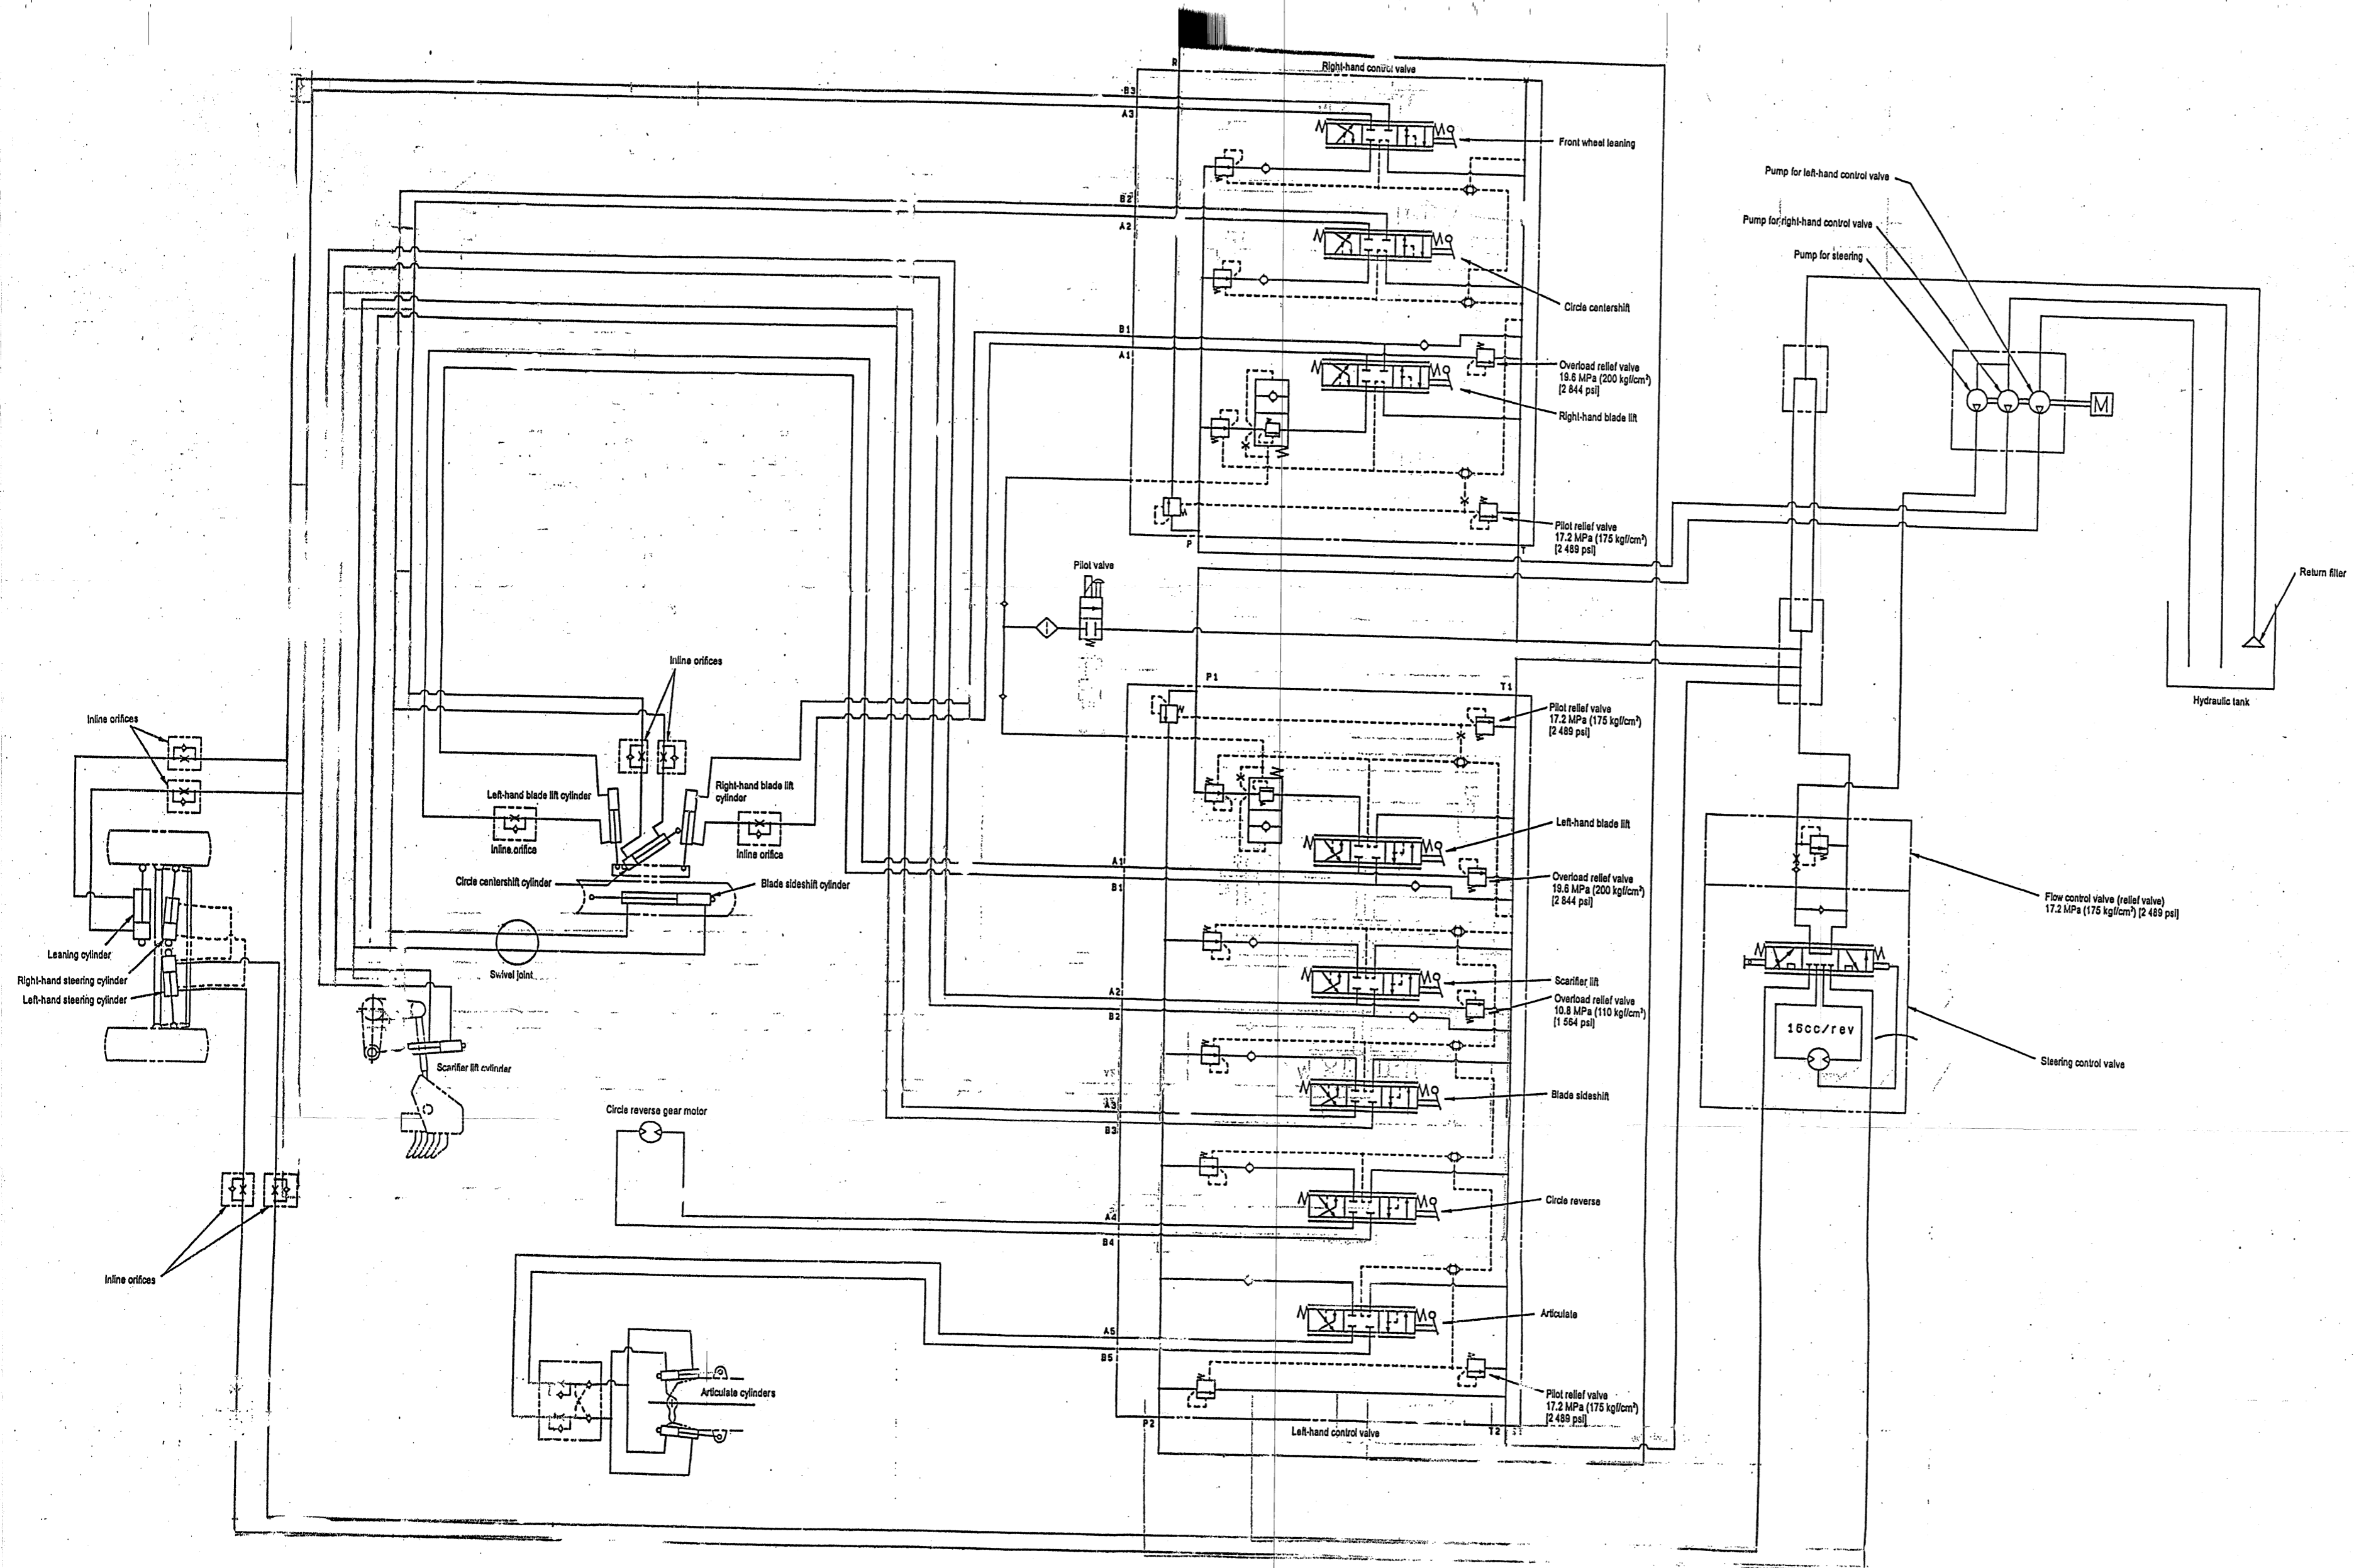 R
Right-hand control valve
B3
A3
Front wheel leaning
Pump for left-hand control valve
B2
A2
Pump for right-hand control valve
Pump for steering
Circle centershift
B1
A1
Overload relief valve
19.6 MPa (200 kgf/cm²)
[2 844 psi]
Right-hand blade lift
M
Pilot relief valve
17.2 MPa (175 kgf/cm²)
[2 489 psi]
P
T
Pilot valve
Return filter
Hydraulic tank
Inline orifices
P1
T1
Pilot relief valve
17.2 MPa (175 kgf/cm²)
[2 489 psi]
Inline orifices
Left-hand blade lift cylinder
Right-hand blade lift
cylinder
Left-hand blade lift
Inline orifice
Inline orifice
A1
B1
Circle centershift cylinder
Blade sideshift cylinder
Overload relief valve
19.6 MPa (200 kgf/cm²)
[2 844 psi]
Flow control valve (relief valve)
17.2 MPa (175 kgf/cm²) [2 489 psi]
Leaning cylinder
Right-hand steering cylinder
Left-hand steering cylinder
Swivel joint
Scarifier lift
A2
B2
Overload relief valve
10.8 MPa (110 kgf/cm²)
[1 564 psi]
16cc/rev
Steering control valve
Scarifier lift cylinder
Blade sideshift
A3
B3
Circle reverse gear motor
Circle reverse
A4
B4
Inline orifices
Articulate
A5
B5
Articulate cylinders
Pilot relief valve
17.2 MPa (175 kgf/cm²)
[2 489 psi]
P2
Left-hand control valve
T2